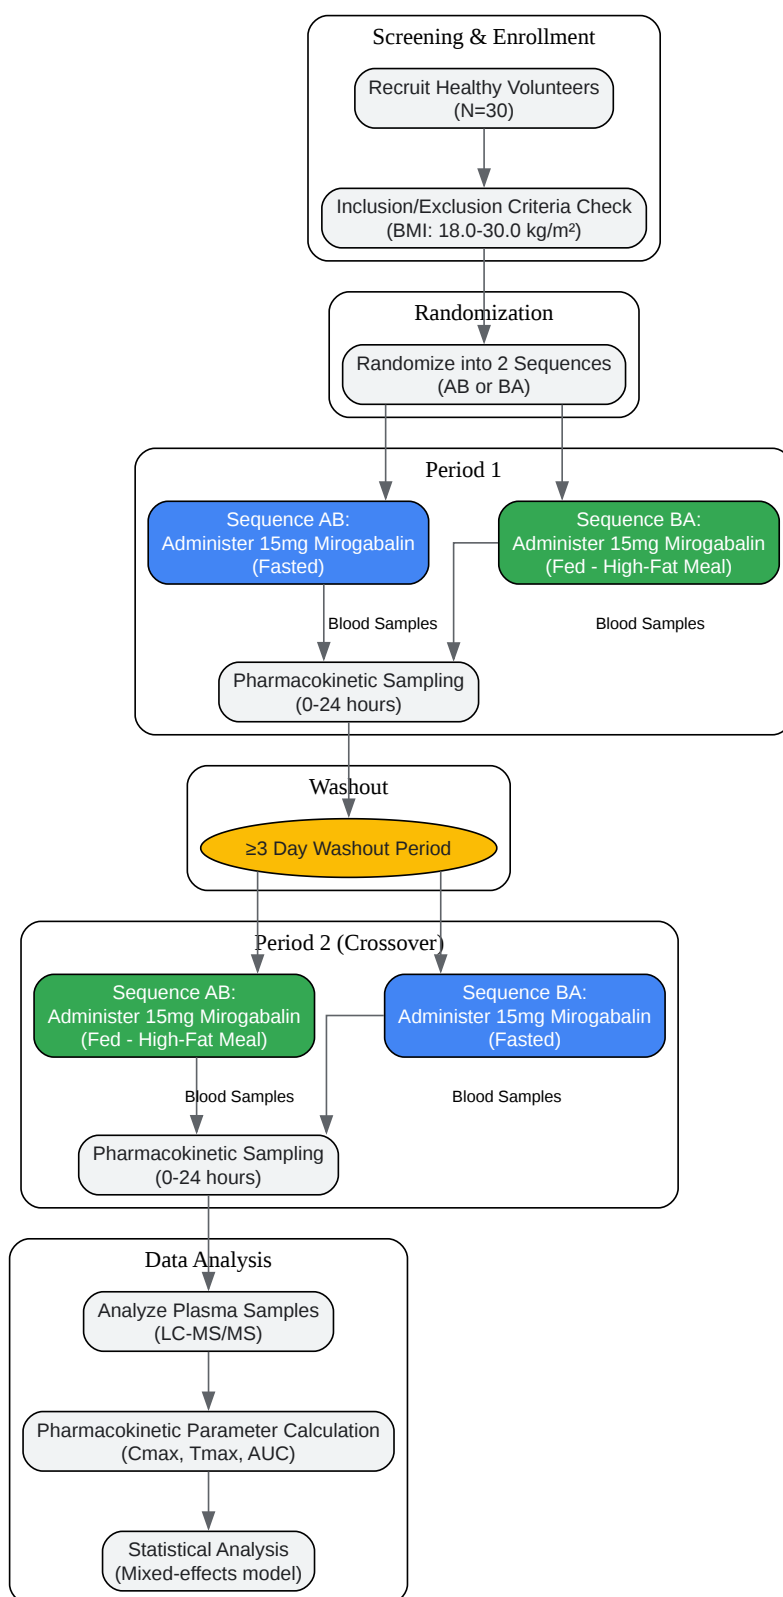 Screening & Enrollment
Recruit Healthy Volunteers
(N=30)
Inclusion/Exclusion Criteria Check
(BMI: 18.0-30.0 kg/m²)
Randomization
Randomize into 2 Sequences
(AB or BA)
Period 1
Sequence AB:
Administer 15mg Mirogabalin
(Fasted)
Sequence BA:
Administer 15mg Mirogabalin
(Fed - High-Fat Meal)
Blood Samples
Blood Samples
Pharmacokinetic Sampling
(0-24 hours)
Washout
≥3 Day Washout Period
Period 2 (Crossover)
Sequence AB:
Administer 15mg Mirogabalin
(Fed - High-Fat Meal)
Sequence BA:
Administer 15mg Mirogabalin
(Fasted)
Blood Samples
Blood Samples
Pharmacokinetic Sampling
(0-24 hours)
Data Analysis
Analyze Plasma Samples
(LC-MS/MS)
Pharmacokinetic Parameter Calculation
(Cmax, Tmax, AUC)
Statistical Analysis
(Mixed-effects model)